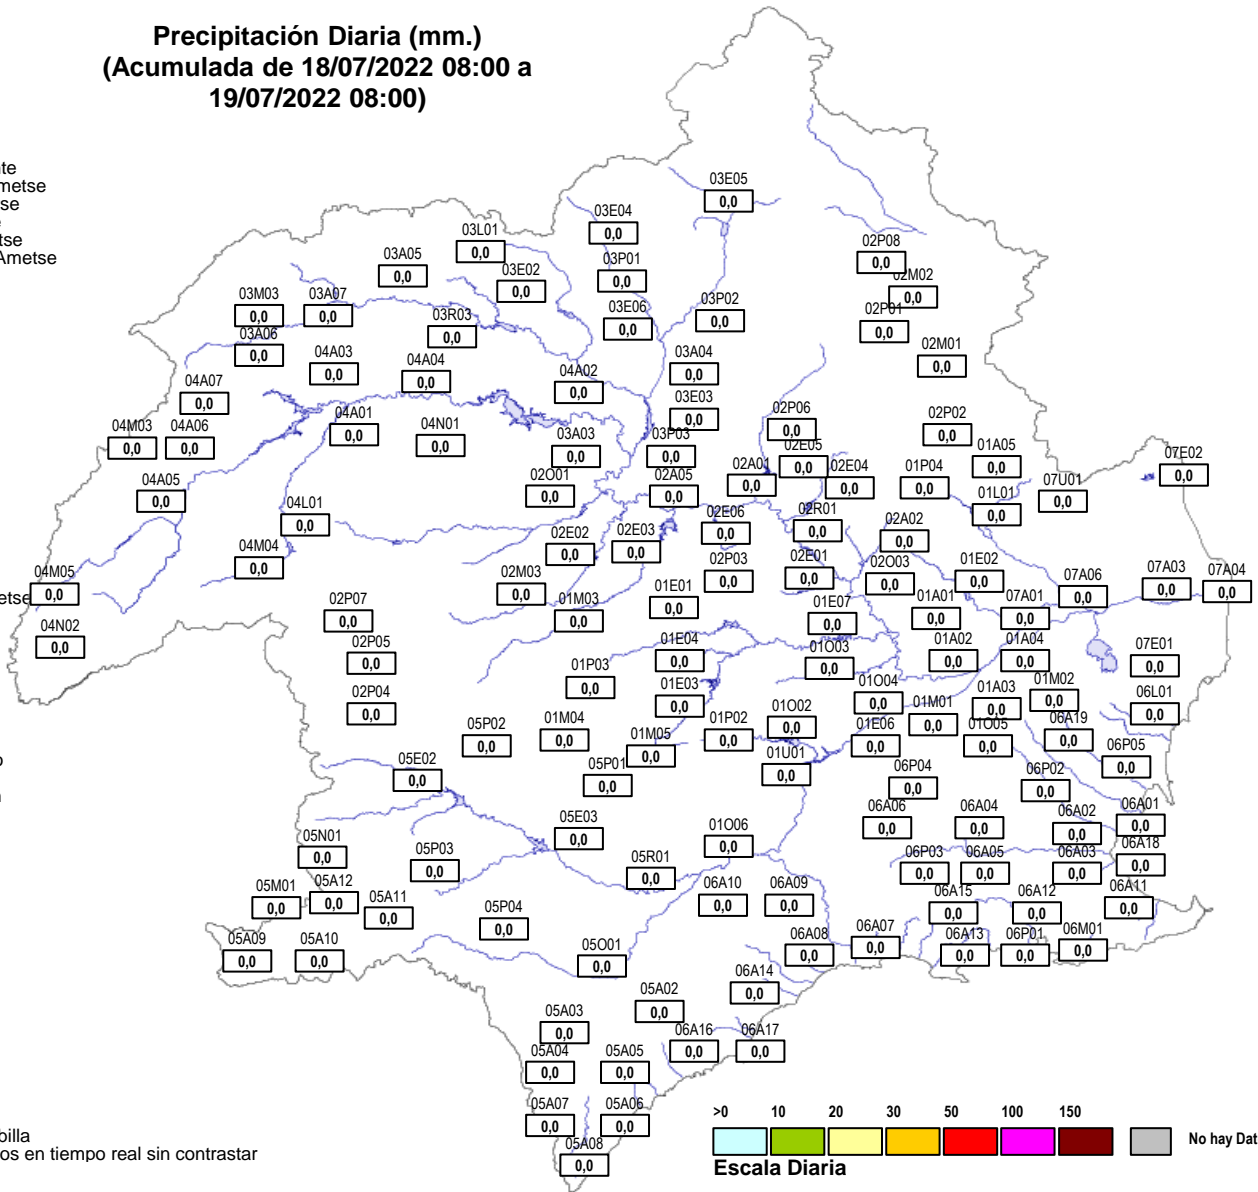 Precipitación Diaria (mm.)
(Acumulada de 18/07/2022 08:00 a
19/07/2022 08:00)
03E05
0,0
03E04
0,0
03L01
0,0
03A05
0,0
03E02
0,0
03P01
0,0
02P08
0,0
02M02
0,0
03M03
0,0
03A07
0,0
03R03
0,0
03E06
0,0
03P02
0,0
02P01
0,0
03A06
0,0
04A03
0,0
04A04
0,0
04A02
0,0
03A04
0,0
02M01
0,0
04A07
0,0
03E03
0,0
04M03
0,0
04A06
0,0
04A01
0,0
04N01
0,0
03A03
0,0
03P03
0,0
02P06
0,0
02P02
0,0
02E05
0,0
01A05
0,0
07E02
0,0
04A05
0,0
02O01
0,0
02A05
0,0
02A01
0,0
02E04
0,0
01P04
0,0
07U01
0,0
01L01
0,0
04L01
0,0
02E06
0,0
02R01
0,0
02A02
0,0
04M04
0,0
02E02
0,0
02E03
0,0
04M05
0,0
02M03
0,0
02P03
0,0
02E01
0,0
02O03
0,0
01E02
0,0
07A06
0,0
07A03
0,0
07A04
0,0
02P07
0,0
01M03
0,0
01E01
0,0
01E07
0,0
01A01
0,0
07A01
0,0
04N02
0,0
02P05
0,0
01E04
0,0
01O03
0,0
01A02
0,0
01A04
0,0
07E01
0,0
01P03
0,0
01E03
0,0
01O04
0,0
01A03
0,0
01M02
0,0
06L01
0,0
02P04
0,0
01M01
0,0
05P02
0,0
01M04
0,0
01M05
0,0
01P02
0,0
01O02
0,0
01E06
0,0
01O05
0,0
06A19
0,0
06P05
0,0
05E02
0,0
05P01
0,0
01U01
0,0
06P04
0,0
06P02
0,0
05E03
0,0
01O06
0,0
06A06
0,0
06A04
0,0
06A02
0,0
06A01
0,0
05N01
0,0
05P03
0,0
05R01
0,0
06P03
0,0
06A05
0,0
06A03
0,0
06A18
0,0
05M01
0,0
05A12
0,0
05A11
0,0
06A10
0,0
06A09
0,0
06A15
0,0
06A12
0,0
06A11
0,0
05P04
0,0
05A09
0,0
05A10
0,0
05O01
0,0
06A08
0,0
06A07
0,0
06A13
0,0
06P01
0,0
06M01
0,0
06A14
0,0
05A02
0,0
05A03
0,0
06A16
0,0
06A17
0,0
05A04
0,0
05A05
0,0
05A07
0,0
05A06
0,0
05A08
0,0
>0 10 20 30 50 100 150
No hay Dat
Escala Diaria
os en tiempo real sin contrastar